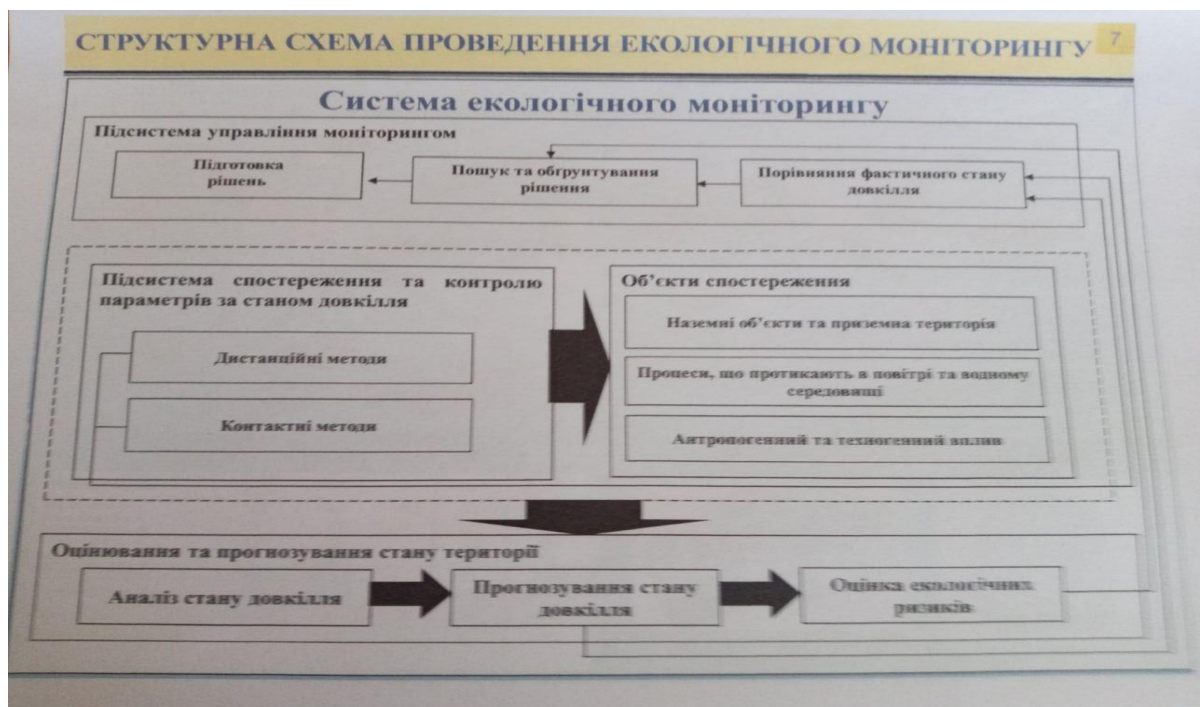 СТРУКТУРНА СХЕМА ПРОВЕДЕННЯ ЕКОЛОГІЧНОГО МОНІТОРИНГУ
7
Система екологічного моніторингу
Підсистема управління моніторингом
Підготовка
рішень
Пошук та обґрунтування
рішення
Порівняння фактичного стану
довкілля
Підсистема спостереження та контролю
параметрів за станом довкілля
Дистанційні методи
Контактні методи
Об’єкти спостереження
Наземні об’єкти та приземна територія
Процеси, що протикають в повітрі та водному
середовищі
Антропогенний та техногенний вплив
Оцінювання та прогнозування стану території
Аналіз стану довкілля
Прогнозування стану
довкілля
Оцінка екологічних
ризиків